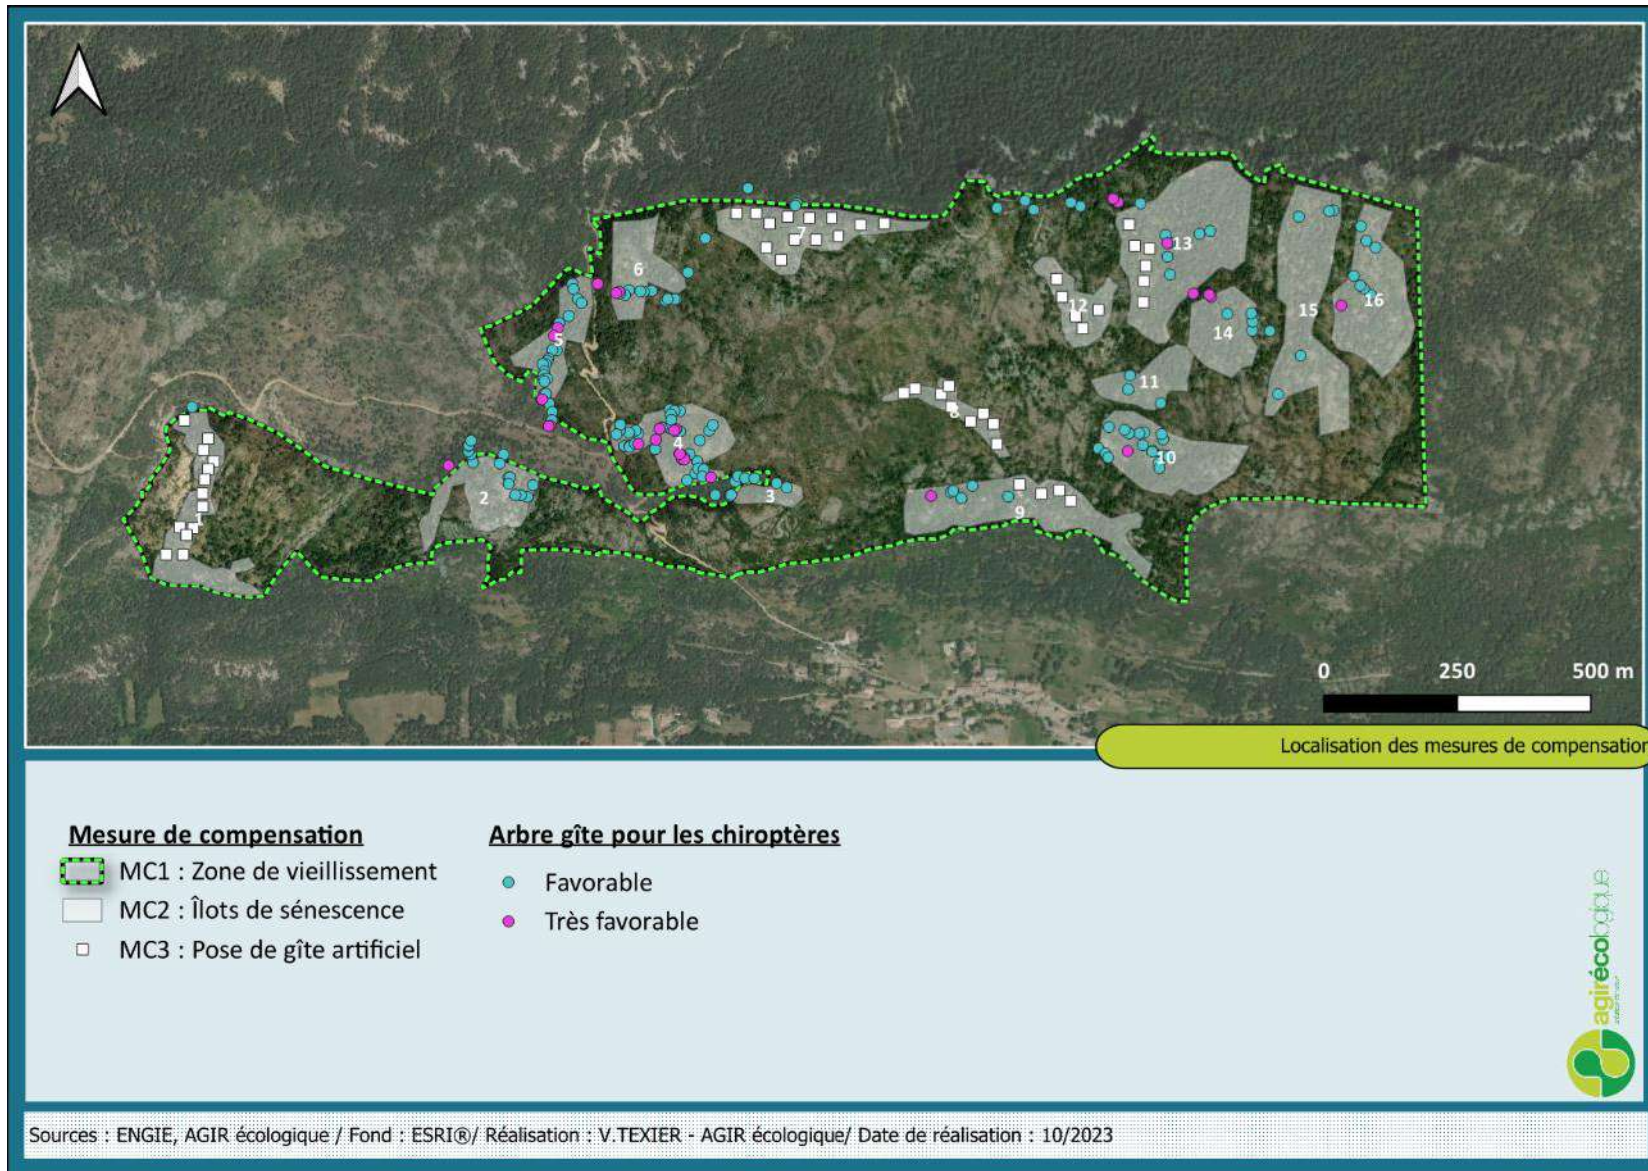 7
13
6
12
16
15
14
5
11
8
4
10
2
3
9
1
0 250 500 m
Localisation des mesures de compensation
Mesure de compensation
MC1 : Zone de vieillissement
MC2 : Îlots de sénescence
MC3 : Pose de gîte artificiel
Arbre gîte pour les chiroptères
Favorable
Très favorable
agirécologique
Sources : ENGIE, AGIR écologique / Fond : ESRI®/ Réalisation : V.TEXIER - AGIR écologique/ Date de réalisation : 10/2023